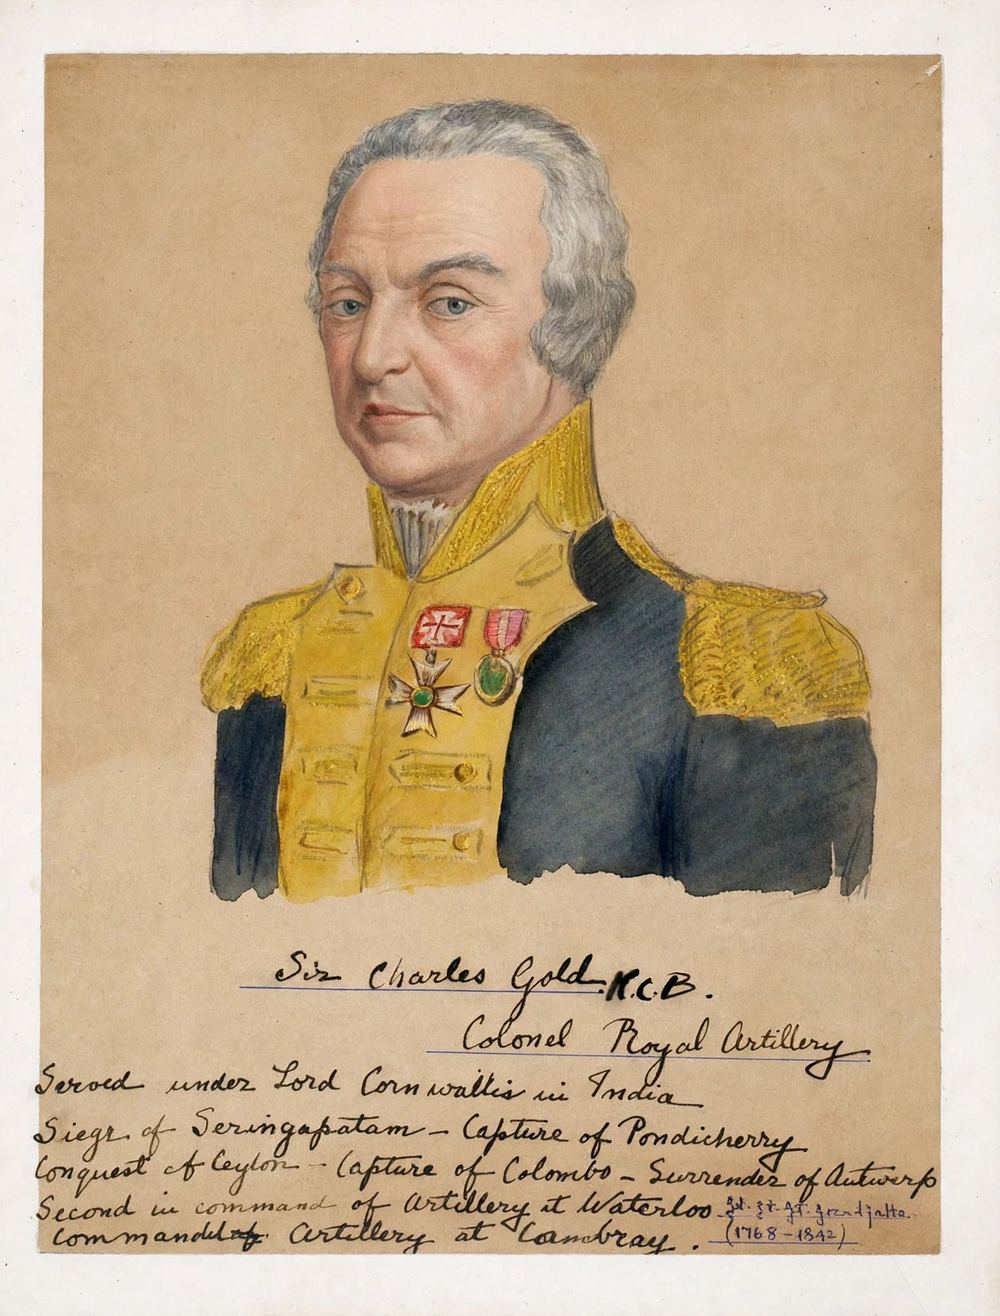 Sir Charles Gold K.C.B.
Colonel Royal Artillery
Served under Lord Cornwallis in India
Siege of Seringapatam – Capture of Pondicherry
Conquest of Ceylon – Capture of Colombo – Surrender of Antwerp
Second in command of Artillery at Waterloo
Commanded Artillery at Cambray.
(1768–1842)